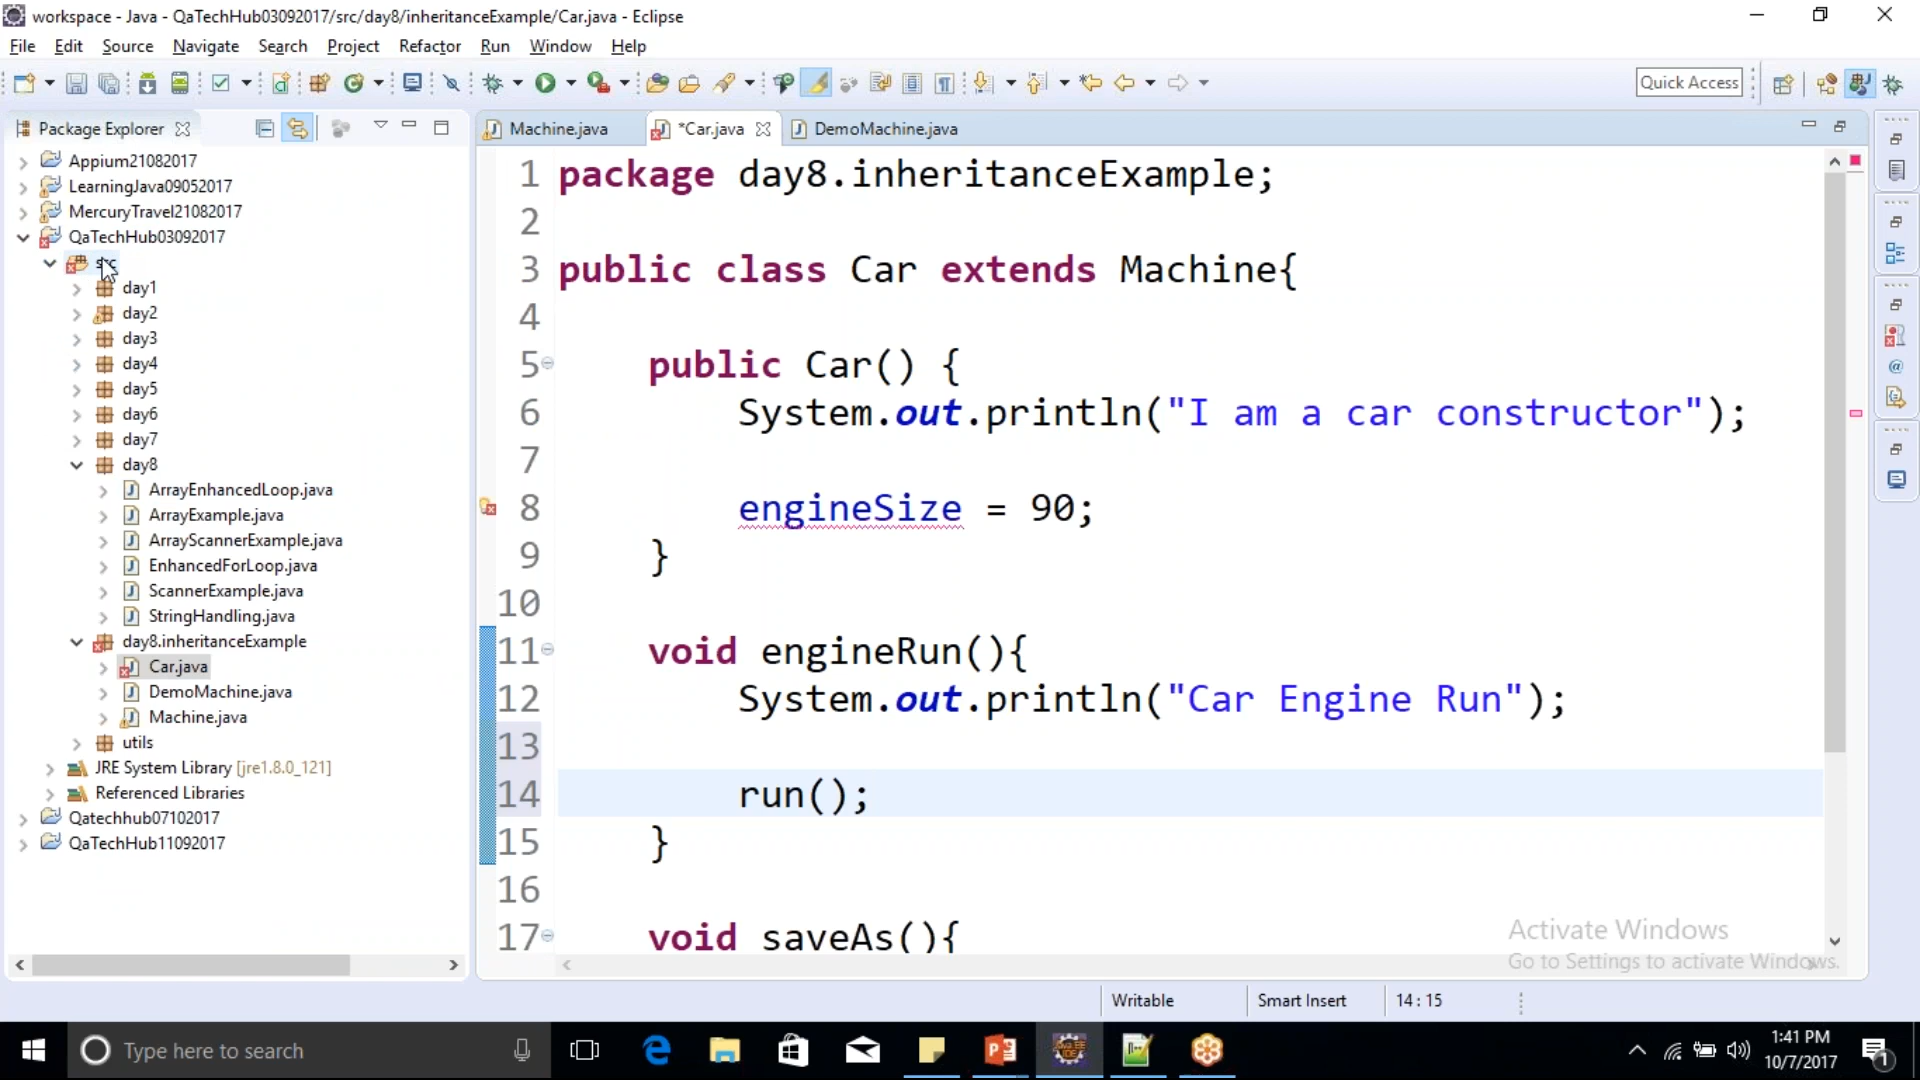 workspace - Java - QaTechHub03092017/src/day8/inheritanceExample/Car.java - Eclipse
File Edit Source Navigate Search Project Refactor Run Window Help
Quick Access
Package Explorer
Machine.java *Car.java DemoMachine.java
Appium21082017
LearningJava09052017
MercuryTravel21082017
QaTechHub03092017
src
day1
day2
day3
day4
day5
day6
day7
day8
ArrayEnhancedLoop.java
ArrayExample.java
ArrayScannerExample.java
EnhancedForLoop.java
ScannerExample.java
StringHandling.java
day8.inheritanceExample
Car.java
DemoMachine.java
Machine.java
utils
JRE System Library [jre1.8.0_121]
Referenced Libraries
Qatechhub07102017
QaTechHub11092017
1 package day8.inheritanceExample;
2
3 public class Car extends Machine{
4
5 public Car() {
6 System.out.println("I am a car constructor");
7
8 engineSize = 90;
9 }
10
11 void engineRun(){
12 System.out.println("Car Engine Run");
13
14 run();
15 }
16
17 void saveAs(){
Activate Windows
Go to Settings to activate Windows.
Writable Smart Insert 14 : 15
Type here to search
1:41 PM
10/7/2017
1